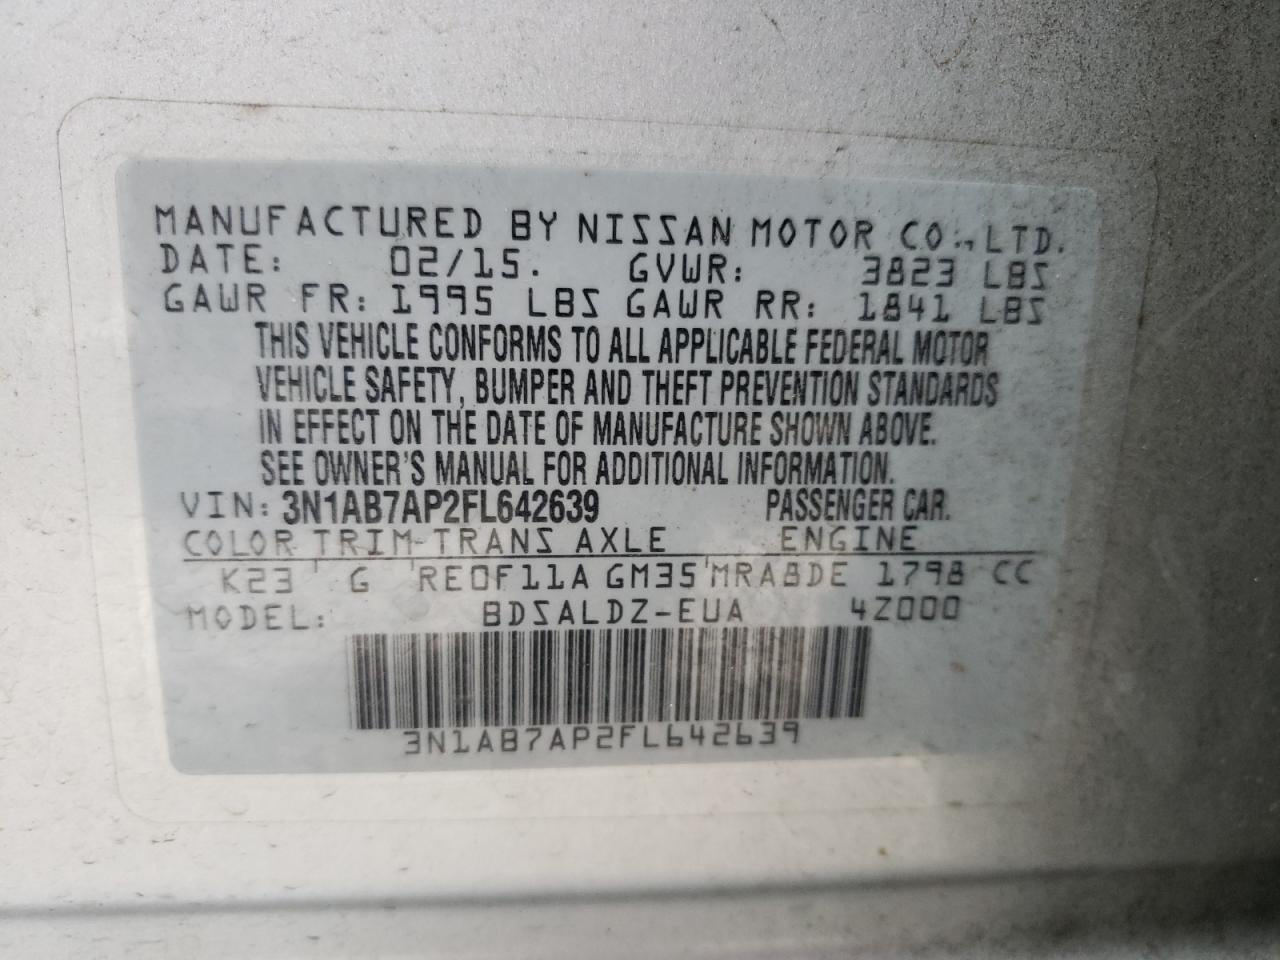 MANUFACTURED BY NISSAN MOTOR CO., LTD.
DATE: 02/15. GVWR: 3823 LBS
GAWR FR: 1995 LBS GAWR RR: 1841 LBS
THIS VEHICLE CONFORMS TO ALL APPLICABLE FEDERAL MOTOR
VEHICLE SAFETY, BUMPER AND THEFT PREVENTION STANDARDS
IN EFFECT ON THE DATE OF MANUFACTURE SHOWN ABOVE.
SEE OWNER'S MANUAL FOR ADDITIONAL INFORMATION.
VIN: 3N1AB7AP2FL642639 PASSENGER CAR.
COLOR TRIM-TRANS AXLE ENGINE
K23 ' G ' RE0F11A GM35 ' MRA8DE 1798 CC
MODEL: BDSALDZ-EUA 4Z000
3N1AB7AP2FL642639